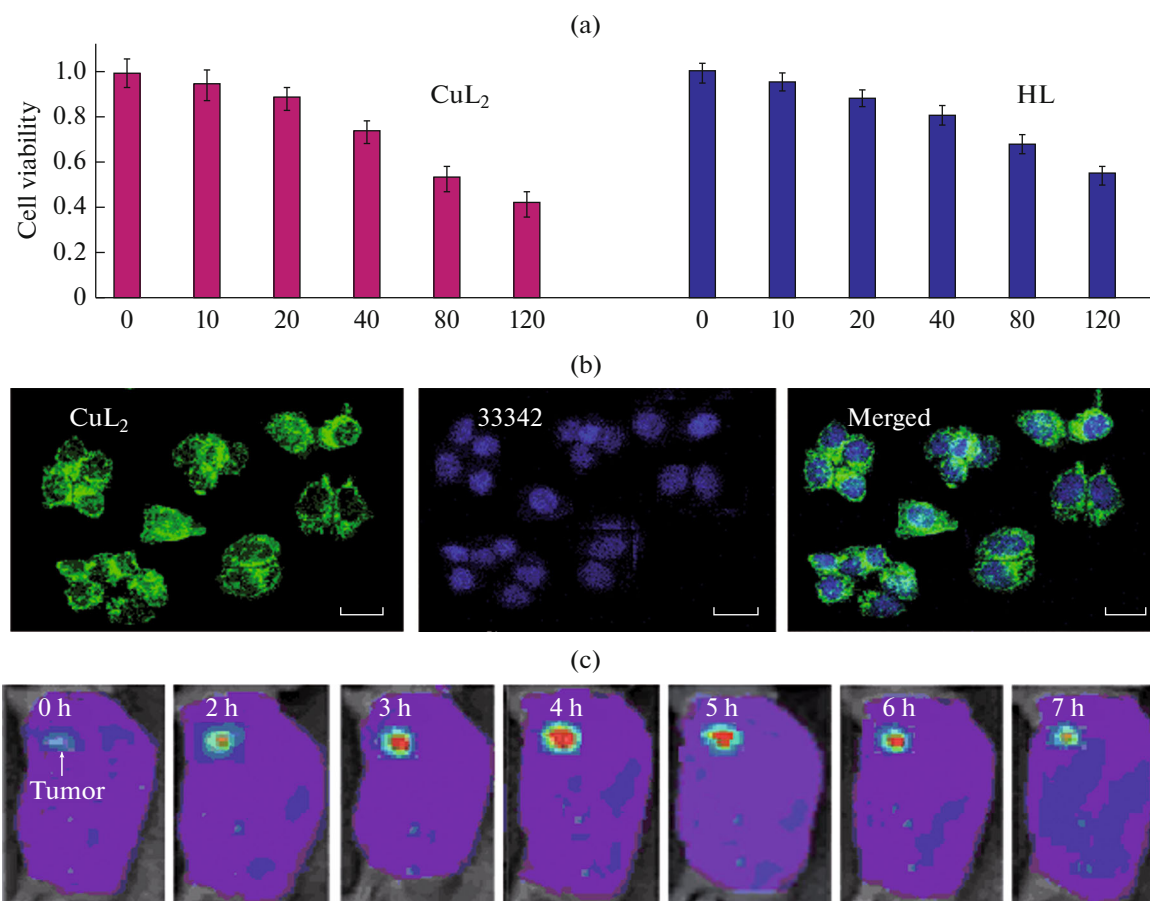 (a)
Cell viability
1.0
0.8
0.6
0.4
0.2
0
CuL₂
0 10 20 40 80 120
HL
0 10 20 40 80 120
(b)
CuL₂
33342
Merged
(c)
0 h
Tumor
2 h
3 h
4 h
5 h
6 h
7 h